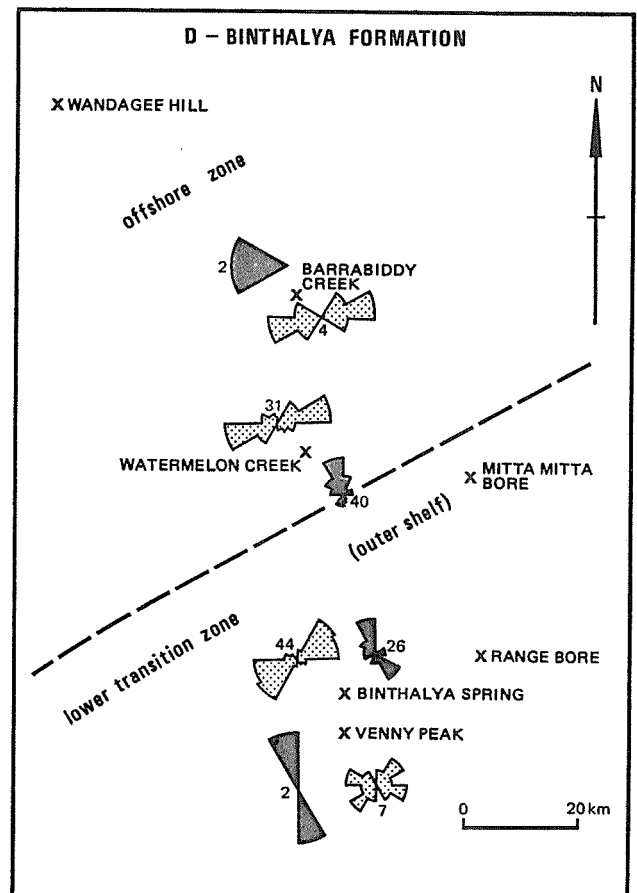 D – BINTHALYA FORMATION
N
X WANDAGEE HILL
offshore zone
2
BARRABIDDY
CREEK
X
4
31
WATERMELON CREEK X
40
X MITTA MITTA
BORE
(outer shelf)
lower transition zone
44
26
X RANGE BORE
X BINTHALYA SPRING
X VENNY PEAK
2
7
0 20 km